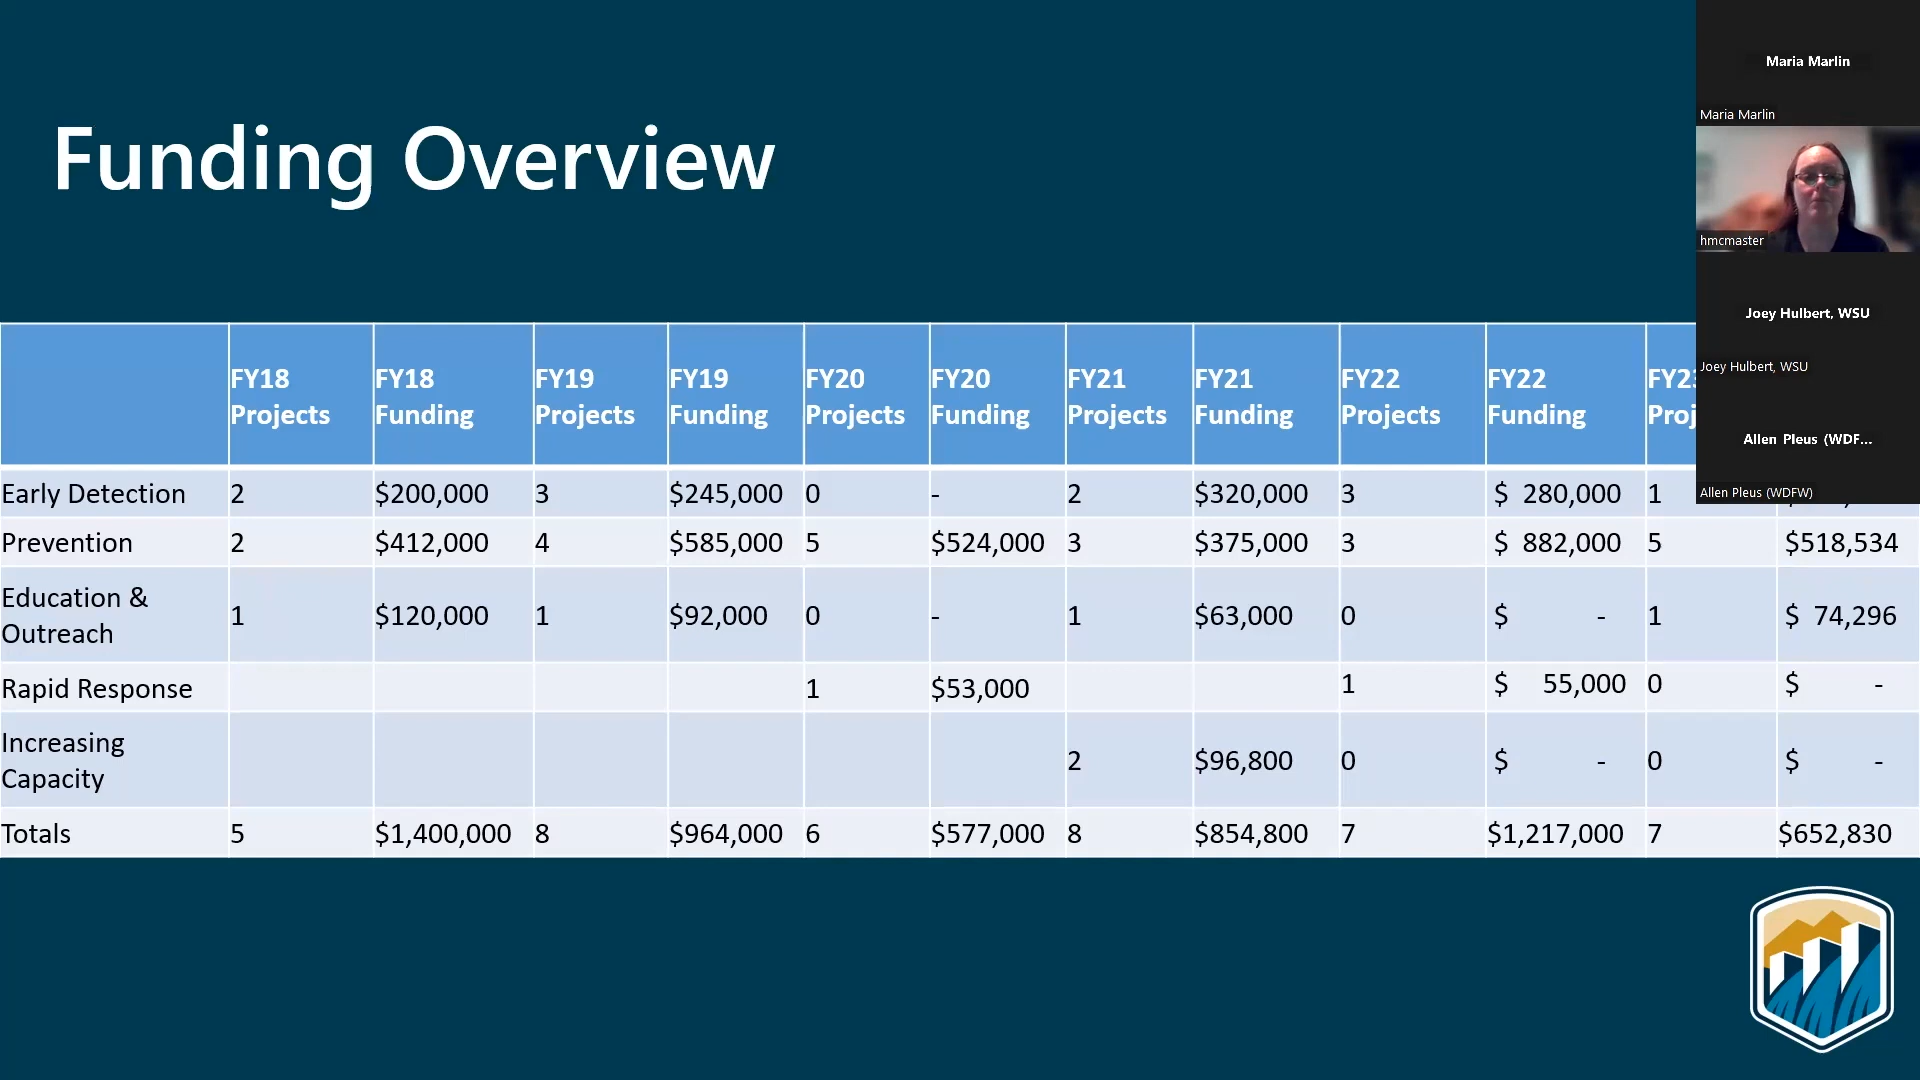 Funding Overview
Maria Marlin
Maria Marlin
hmcmaster
Joey Hulbert, WSU
Joey Hulbert, WSU
Allen Pleus (WDF...
Allen Pleus (WDFW)
FY18 Projects FY18 Funding FY19 Projects FY19 Funding FY20 Projects FY20 Funding FY21 Projects FY21 Funding FY22 Projects FY22 Funding
Early Detection 2 $200,000 3 $245,000 0 - 2 $320,000 3 $ 280,000 1
Prevention 2 $412,000 4 $585,000 5 $524,000 3 $375,000 3 $ 882,000 5 $518,534
Education & Outreach 1 $120,000 1 $92,000 0 - 1 $63,000 0 $ - 1 $ 74,296
Rapid Response 1 $53,000 1 $ 55,000 0 $ -
Increasing Capacity 2 $96,800 0 $ - 0 $ -
Totals 5 $1,400,000 8 $964,000 6 $577,000 8 $854,800 7 $1,217,000 7 $652,830